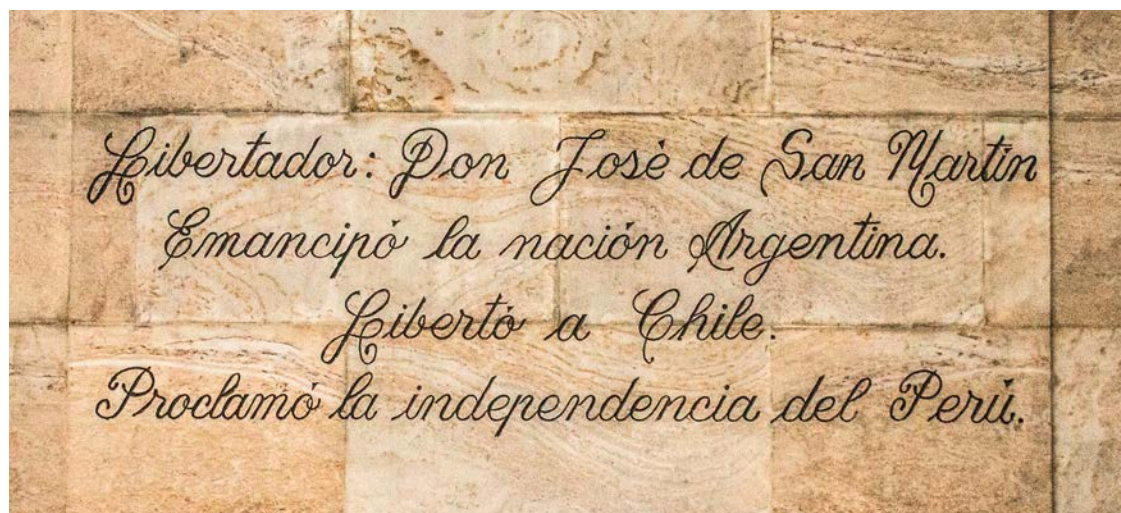 Libertador: Don José de San Martín
Emancipó la nación Argentina.
Libertó a Chile.
Proclamó la independencia del Perú.